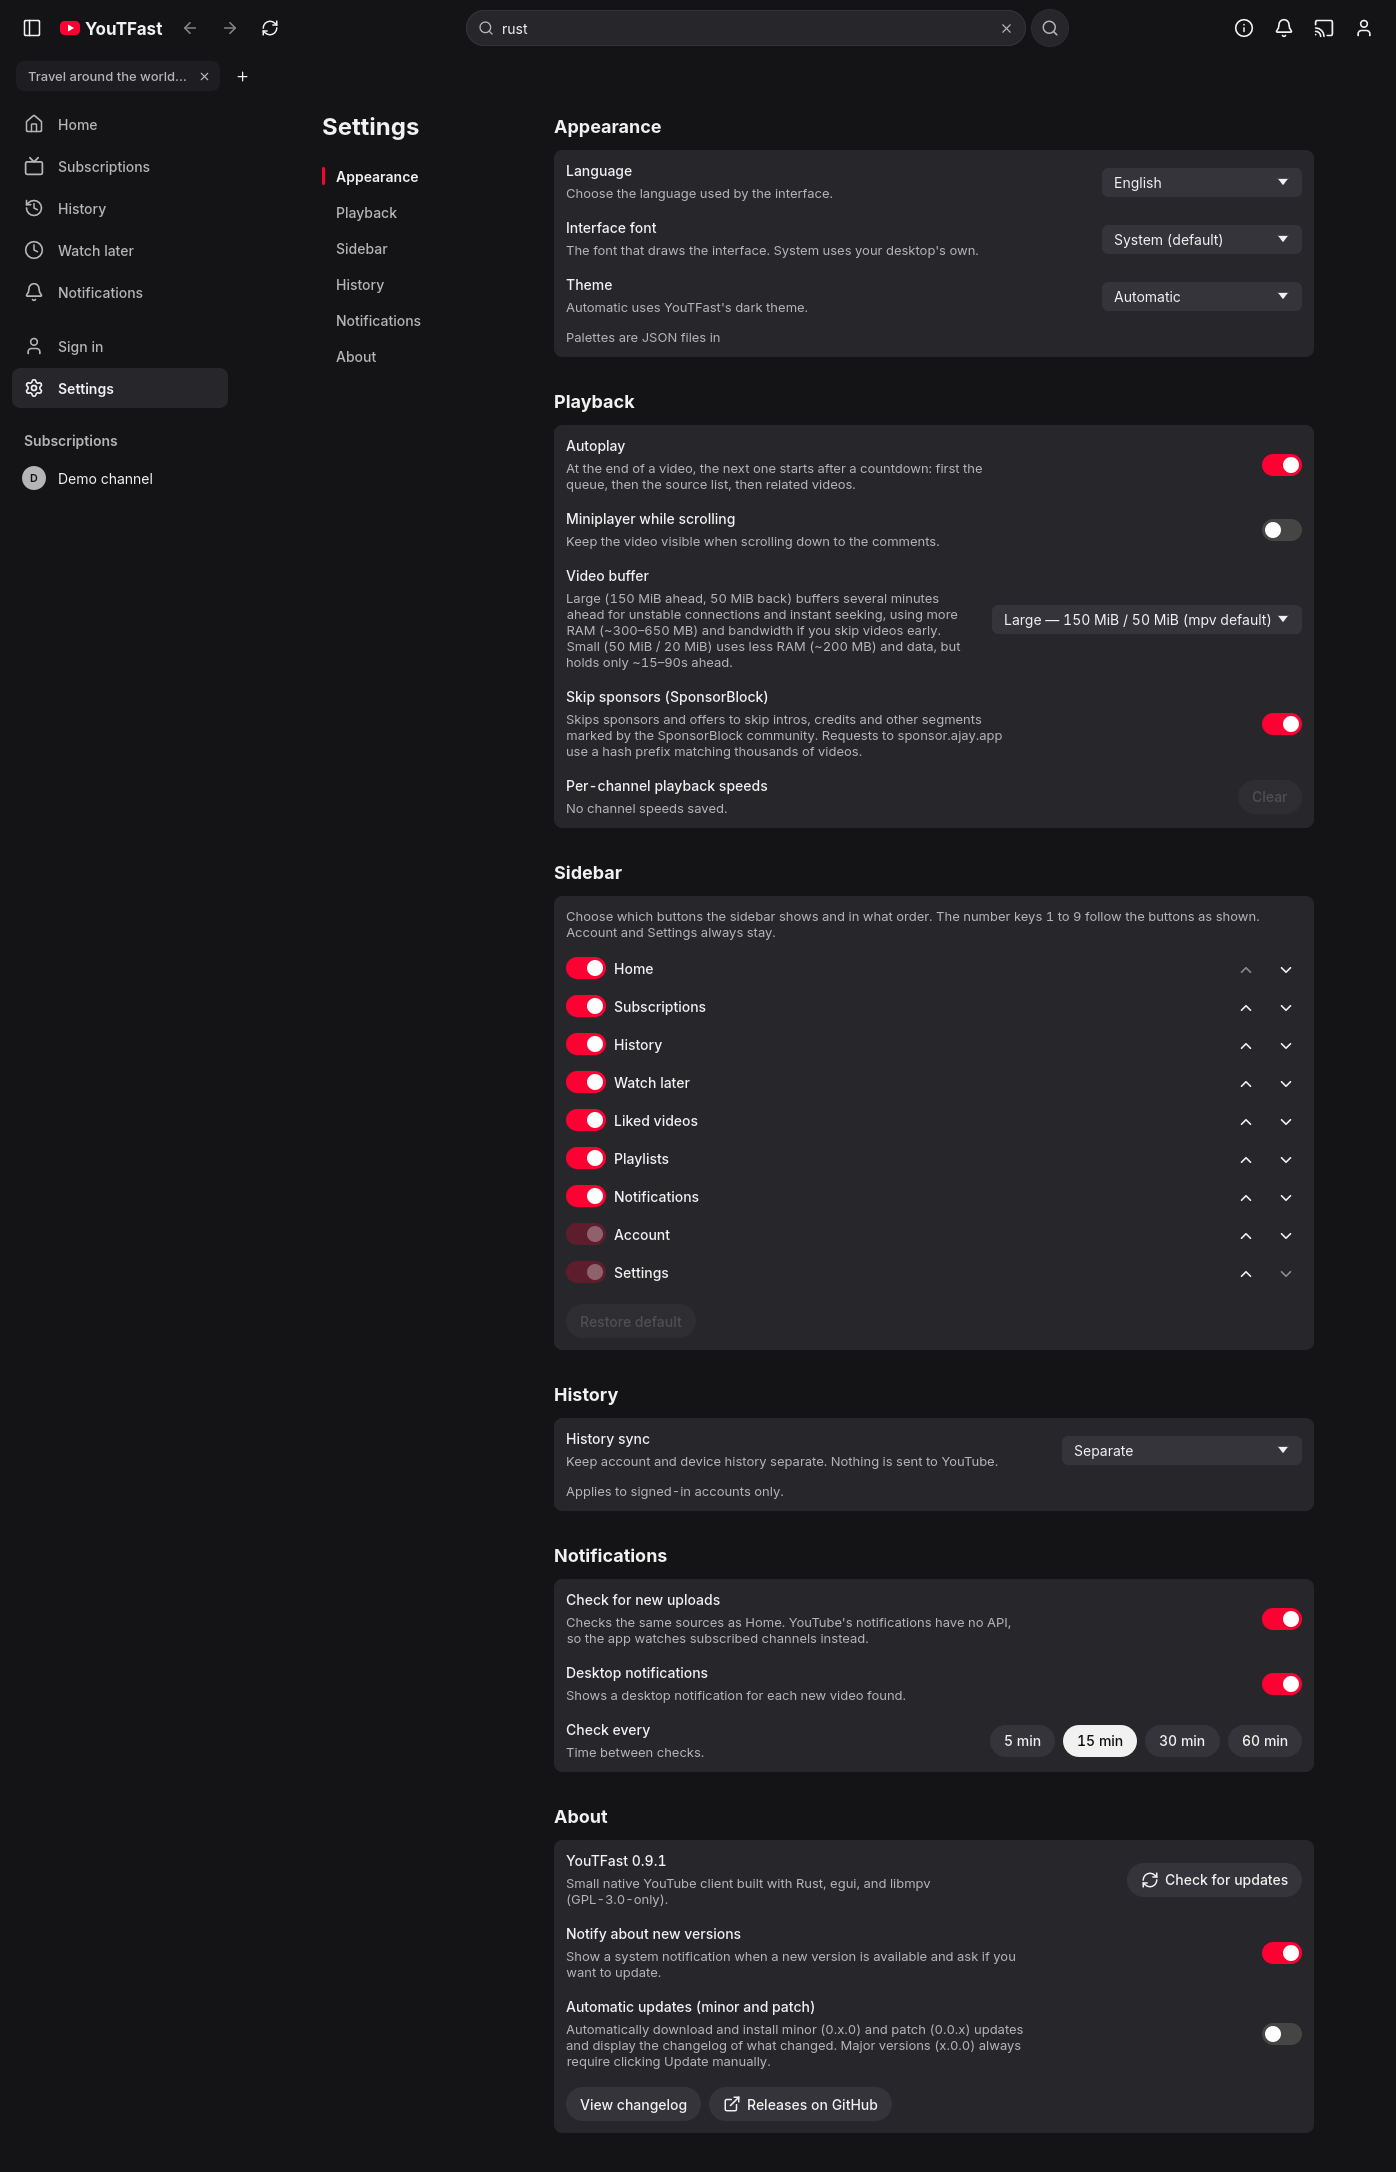 YouTFast
rust
Travel around the world...
Home
Subscriptions
History
Watch later
Notifications
Sign in
Settings
Subscriptions
D
Demo channel
Settings
Appearance
Playback
Sidebar
History
Notifications
About
Appearance
Language
Choose the language used by the interface.
English
Interface font
The font that draws the interface. System uses your desktop's own.
System (default)
Theme
Automatic uses YouTFast's dark theme.
Automatic
Palettes are JSON files in
Playback
Autoplay
At the end of a video, the next one starts after a countdown: first the
queue, then the source list, then related videos.
Miniplayer while scrolling
Keep the video visible when scrolling down to the comments.
Video buffer
Large (150 MiB ahead, 50 MiB back) buffers several minutes
ahead for unstable connections and instant seeking, using more
RAM (~300–650 MB) and bandwidth if you skip videos early.
Small (50 MiB / 20 MiB) uses less RAM (~200 MB) and data, but
holds only ~15–90s ahead.
Large — 150 MiB / 50 MiB (mpv default)
Skip sponsors (SponsorBlock)
Skips sponsors and offers to skip intros, credits and other segments
marked by the SponsorBlock community. Requests to sponsor.ajay.app
use a hash prefix matching thousands of videos.
Per-channel playback speeds
No channel speeds saved.
Clear
Sidebar
Choose which buttons the sidebar shows and in what order. The number keys 1 to 9 follow the buttons as shown.
Account and Settings always stay.
Home
Subscriptions
History
Watch later
Liked videos
Playlists
Notifications
Account
Settings
Restore default
History
History sync
Keep account and device history separate. Nothing is sent to YouTube.
Separate
Applies to signed-in accounts only.
Notifications
Check for new uploads
Checks the same sources as Home. YouTube's notifications have no API,
so the app watches subscribed channels instead.
Desktop notifications
Shows a desktop notification for each new video found.
Check every
Time between checks.
5 min
15 min
30 min
60 min
About
YouTFast 0.9.1
Small native YouTube client built with Rust, egui, and libmpv
(GPL-3.0-only).
Check for updates
Notify about new versions
Show a system notification when a new version is available and ask if you
want to update.
Automatic updates (minor and patch)
Automatically download and install minor (0.x.0) and patch (0.0.x) updates
and display the changelog of what changed. Major versions (x.0.0) always
require clicking Update manually.
View changelog
Releases on GitHub